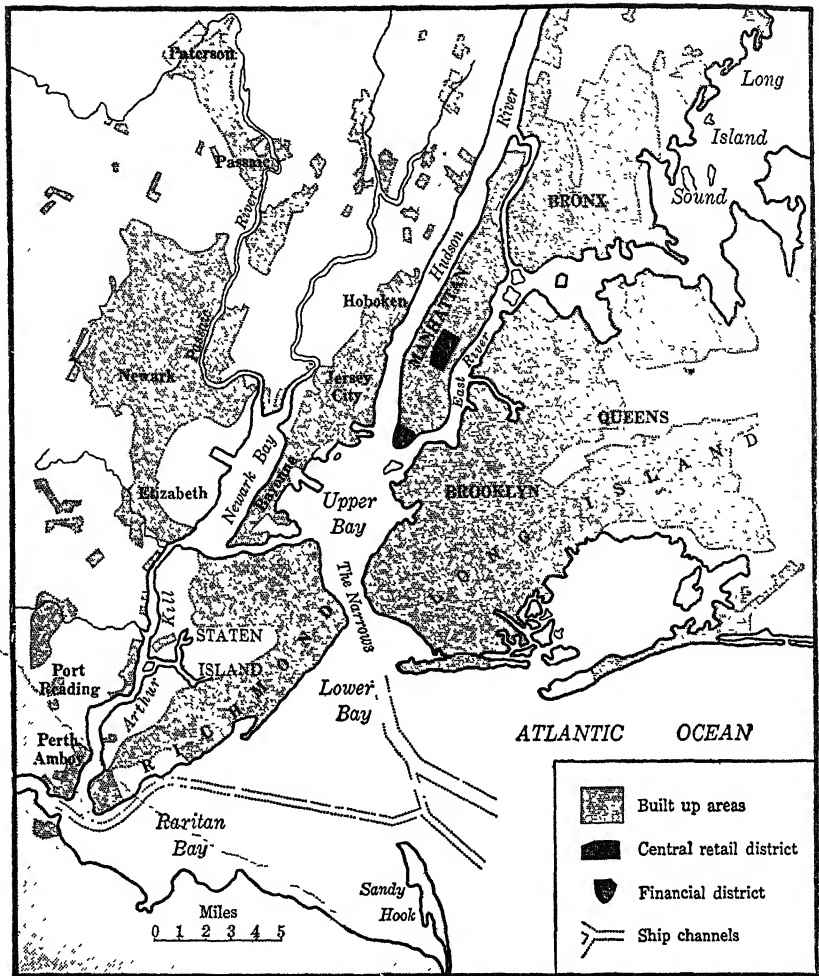 Paterson
Long
Island
Sound
Passaic
River
BRONX
River
Hudson
Hoboken
MANHATTAN
Passaic
Newark
Jersey
City
East River
QUEENS
Newark Bay
Bayonne
Elizabeth
BROOKLYN
Upper
Bay
LONG ISLAND
The Narrows
Arthur Kill
STATEN
ISLAND
RICHMOND
Port
Reading
Lower
Bay
Perth
Amboy
ATLANTIC OCEAN
Raritan
Bay
Sandy
Hook
Miles
0 1 2 3 4 5
Built up areas
Central retail district
Financial district
Ship channels